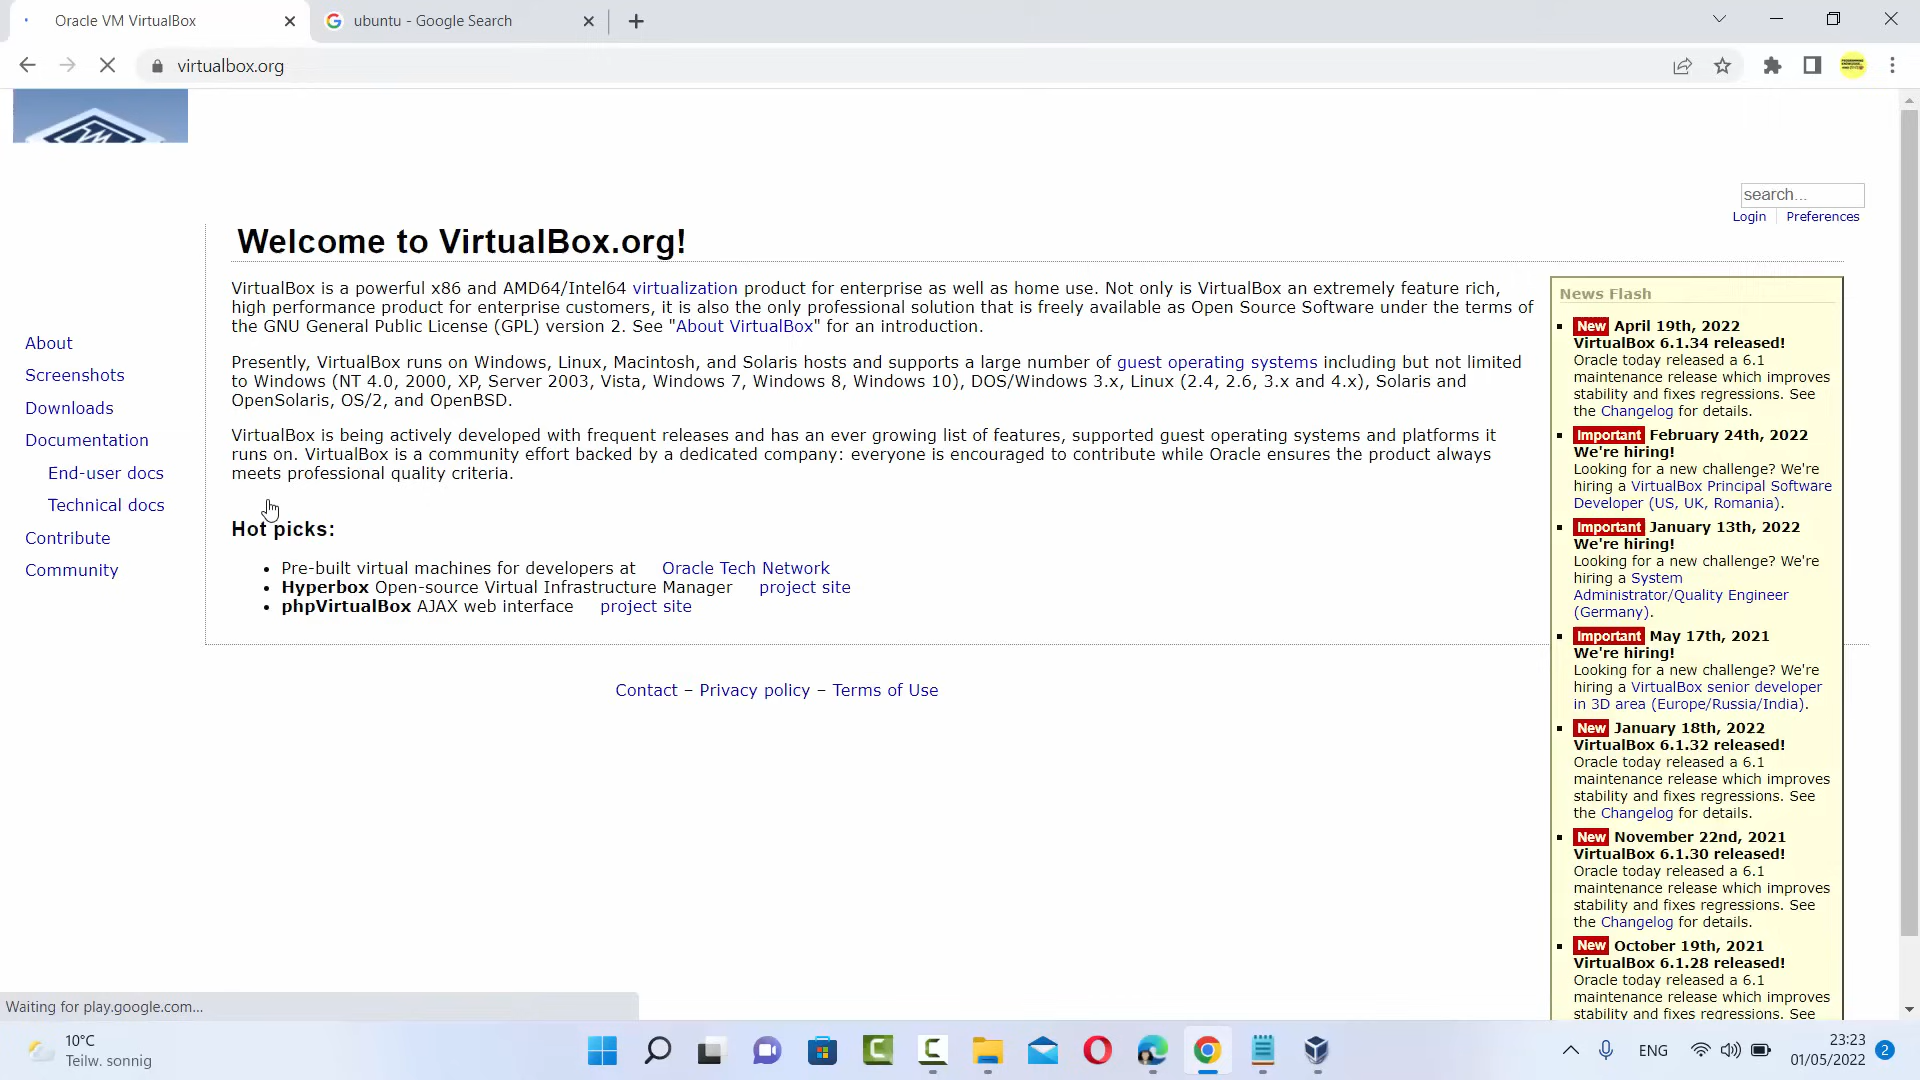 Oracle VM VirtualBox
ubuntu - Google Search
virtualbox.org
search...
Login
Preferences
Welcome to VirtualBox.org!
VirtualBox is a powerful x86 and AMD64/Intel64 virtualization product for enterprise as well as home use. Not only is VirtualBox an extremely feature rich,
high performance product for enterprise customers, it is also the only professional solution that is freely available as Open Source Software under the terms of
the GNU General Public License (GPL) version 2. See "About VirtualBox" for an introduction.
Presently, VirtualBox runs on Windows, Linux, Macintosh, and Solaris hosts and supports a large number of guest operating systems including but not limited
to Windows (NT 4.0, 2000, XP, Server 2003, Vista, Windows 7, Windows 8, Windows 10), DOS/Windows 3.x, Linux (2.4, 2.6, 3.x and 4.x), Solaris and
OpenSolaris, OS/2, and OpenBSD.
VirtualBox is being actively developed with frequent releases and has an ever growing list of features, supported guest operating systems and platforms it
runs on. VirtualBox is a community effort backed by a dedicated company: everyone is encouraged to contribute while Oracle ensures the product always
meets professional quality criteria.
Hot picks:
• Pre-built virtual machines for developers at Oracle Tech Network
• Hyperbox Open-source Virtual Infrastructure Manager project site
• phpVirtualBox AJAX web interface project site
Contact – Privacy policy – Terms of Use
About
Screenshots
Downloads
Documentation
End-user docs
Technical docs
Contribute
Community
News Flash
New April 19th, 2022
VirtualBox 6.1.34 released!
Oracle today released a 6.1
maintenance release which improves
stability and fixes regressions. See
the Changelog for details.
Important February 24th, 2022
We're hiring!
Looking for a new challenge? We're
hiring a VirtualBox Principal Software
Developer (US, UK, Romania).
Important January 13th, 2022
We're hiring!
Looking for a new challenge? We're
hiring a System
Administrator/Quality Engineer
(Germany).
Important May 17th, 2021
We're hiring!
Looking for a new challenge? We're
hiring a VirtualBox senior developer
in 3D area (Europe/Russia/India).
New January 18th, 2022
VirtualBox 6.1.32 released!
Oracle today released a 6.1
maintenance release which improves
stability and fixes regressions. See
the Changelog for details.
New November 22nd, 2021
VirtualBox 6.1.30 released!
Oracle today released a 6.1
maintenance release which improves
stability and fixes regressions. See
the Changelog for details.
New October 19th, 2021
VirtualBox 6.1.28 released!
Oracle today released a 6.1
maintenance release which improves
stability and fixes regressions. See
Waiting for play.google.com...
10°C
Teilw. sonnig
ENG
23:23
01/05/2022
2